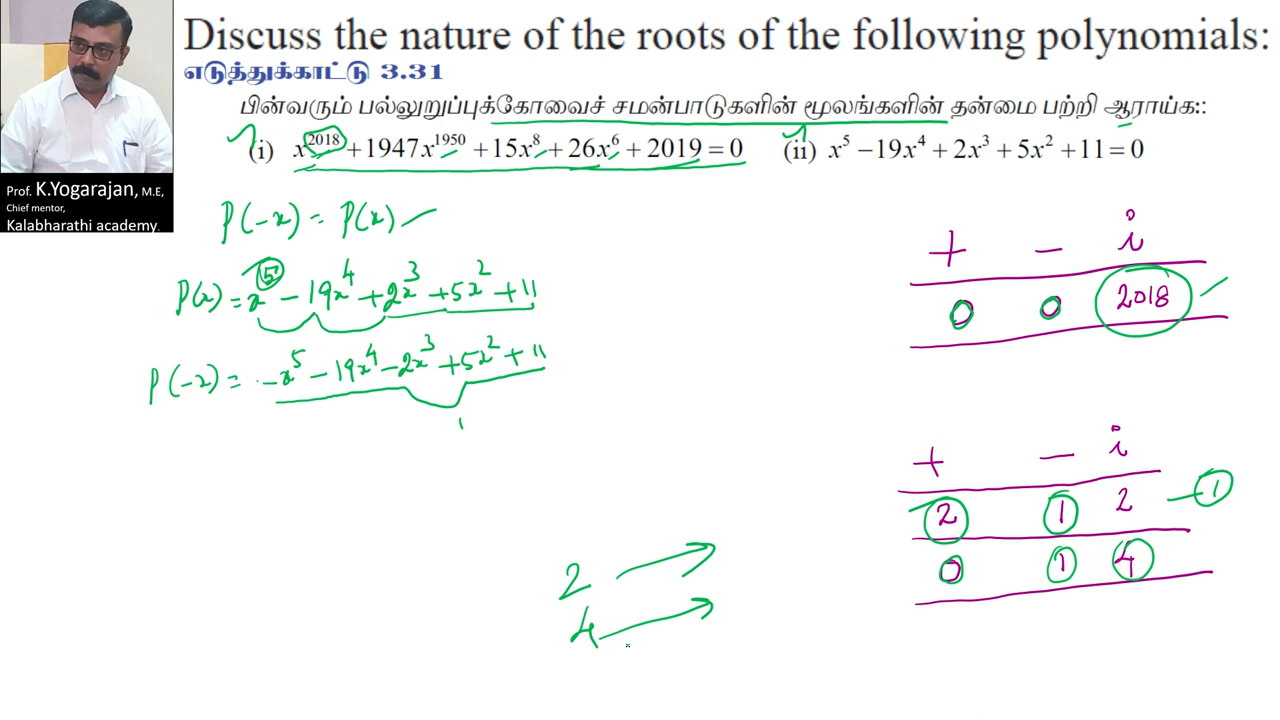 Discuss the nature of the roots of the following polynomials:
எடுத்துக்காட்டு 3.31
பின்வரும் பல்லுறுப்புக்கோவைச் சமன்பாடுகளின் மூலங்களின் தன்மை பற்றி ஆராய்க::
(i) x^2018 + 1947x^1950 + 15x^8 + 26x^6 + 2019 = 0 (ii) x^5 − 19x^4 + 2x^3 + 5x^2 + 11 = 0
Prof. K.Yogarajan, M.E,
Chief mentor,
Kalabharathi academy.
P(-x) = P(x)
P(x) = x^5 - 19x^4 + 2x^3 + 5x^2 + 11
P(-x) = -x^5 - 19x^4 - 2x^3 + 5x^2 + 11
1
+ − i
0 0 2018
+ − i
2 1 2 1
0 1 4
2
4